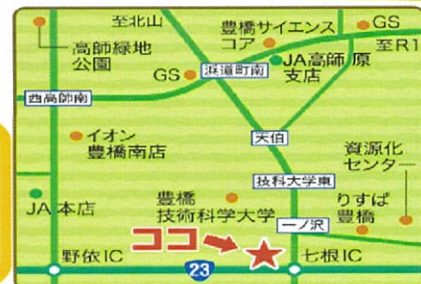 至北山
豊橋サイエンス
コア
GS
至R1
高師緑地
公園
GS
浜道町南
JA高師 原
支店
西高師南
イオン
豊橋南店
天伯
資源化
センター
技科大学東
JA 本店
豊橋
技術科学大学
りすぱ
豊橋
一ノ沢
ココ
野依IC
23
七根IC